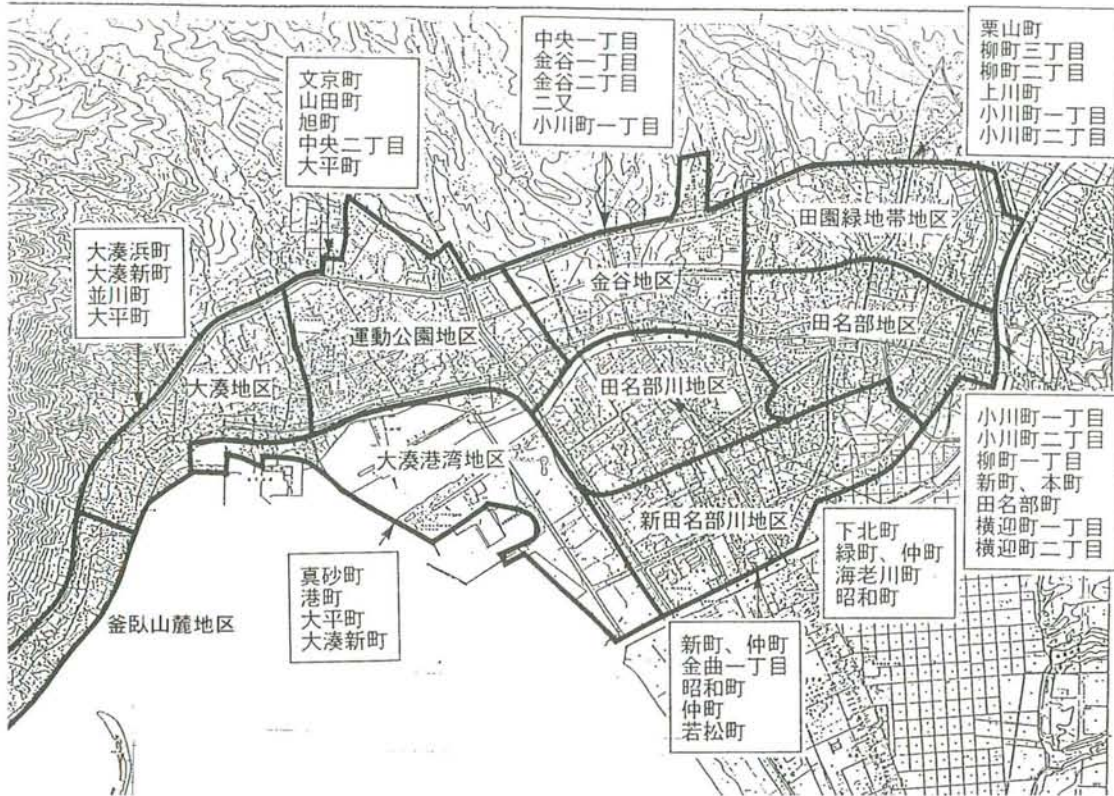 中央一丁目
金谷一丁目
金谷二丁目
二又
小川町一丁目
栗山町
柳町三丁目
柳町二丁目
上川町
小川町一丁目
小川町二丁目
文京町
山田町
旭町
中央二丁目
大平町
大湊浜町
大湊新町
並川町
大平町
田園緑地帯地区
金谷地区
田名部地区
運動公園地区
大湊地区
田名部川地区
大湊港湾地区
新田名部川地区
釜臥山麓地区
小川町一丁目
小川町二丁目
柳町一丁目
新町、本町
田名部町
横迎町一丁目
横迎町二丁目
下北町
緑町、仲町
海老川町
昭和町
真砂町
港町
大平町
大湊新町
新町、仲町
金曲一丁目
昭和町
仲町
若松町